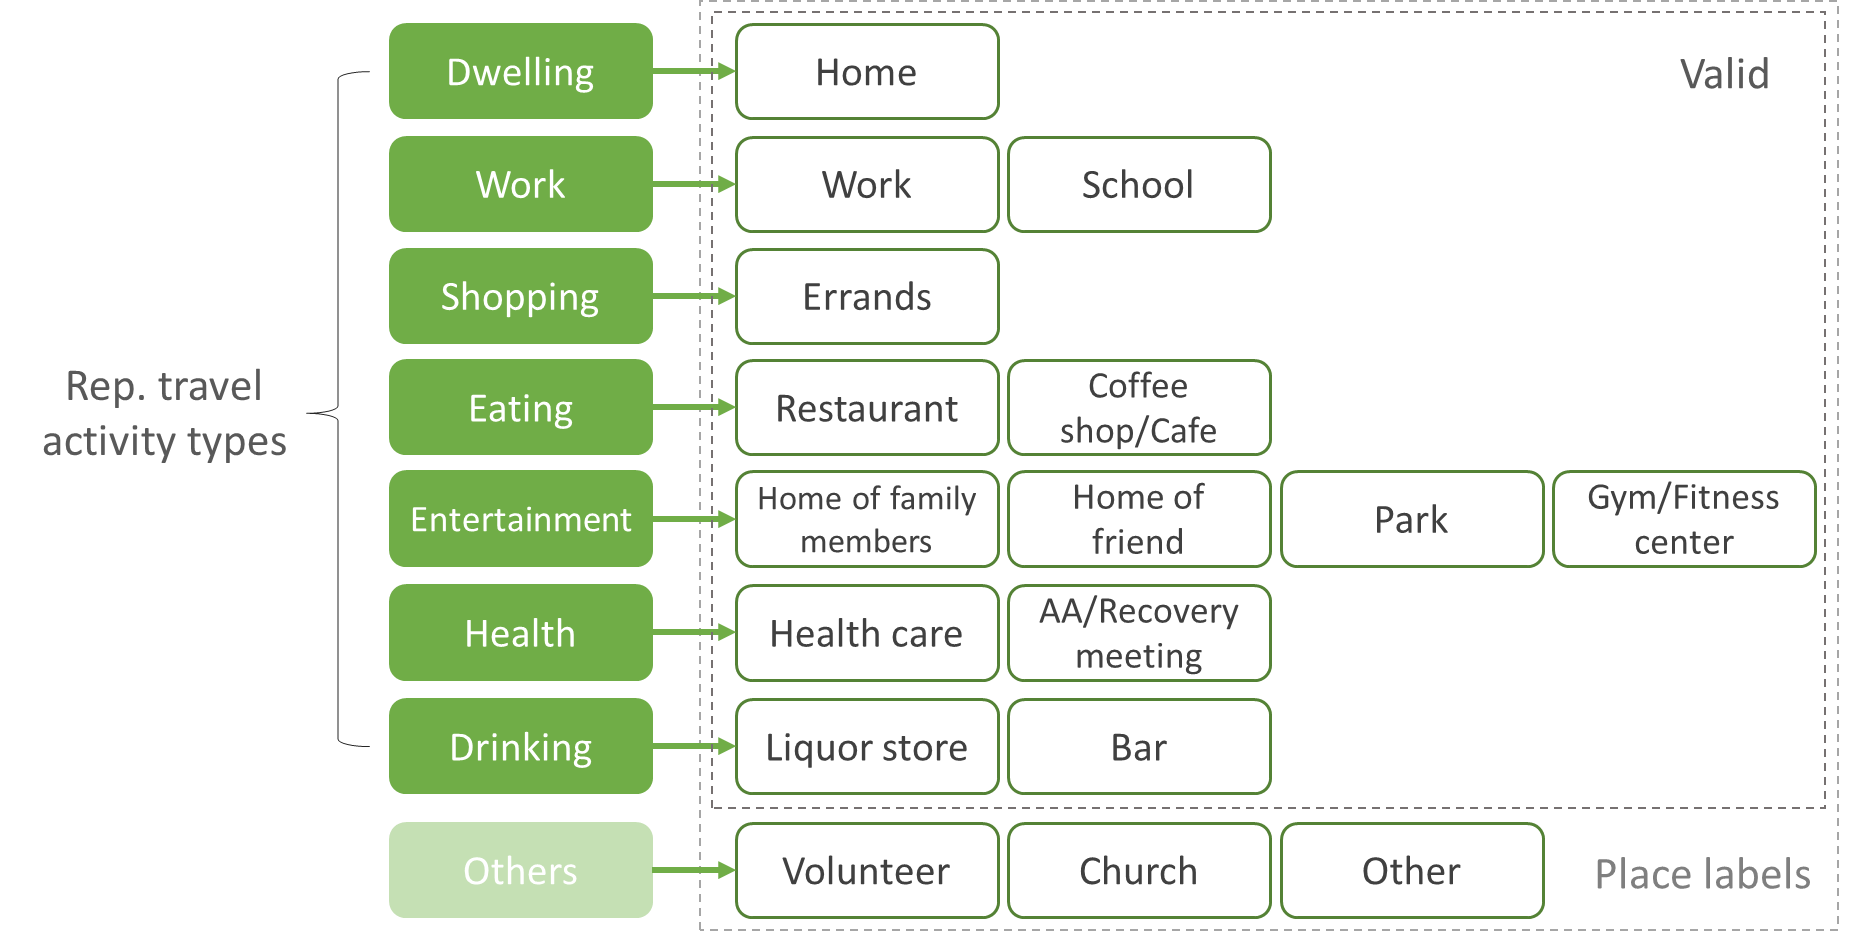 Rep. travel
activity types
Dwelling
Home
Valid
Work
Work
School
Shopping
Errands
Eating
Restaurant
Coffee
shop/Cafe
Entertainment
Home of family
members
Home of
friend
Park
Gym/Fitness
center
Health
Health care
AA/Recovery
meeting
Drinking
Liquor store
Bar
Others
Volunteer
Church
Other
Place labels